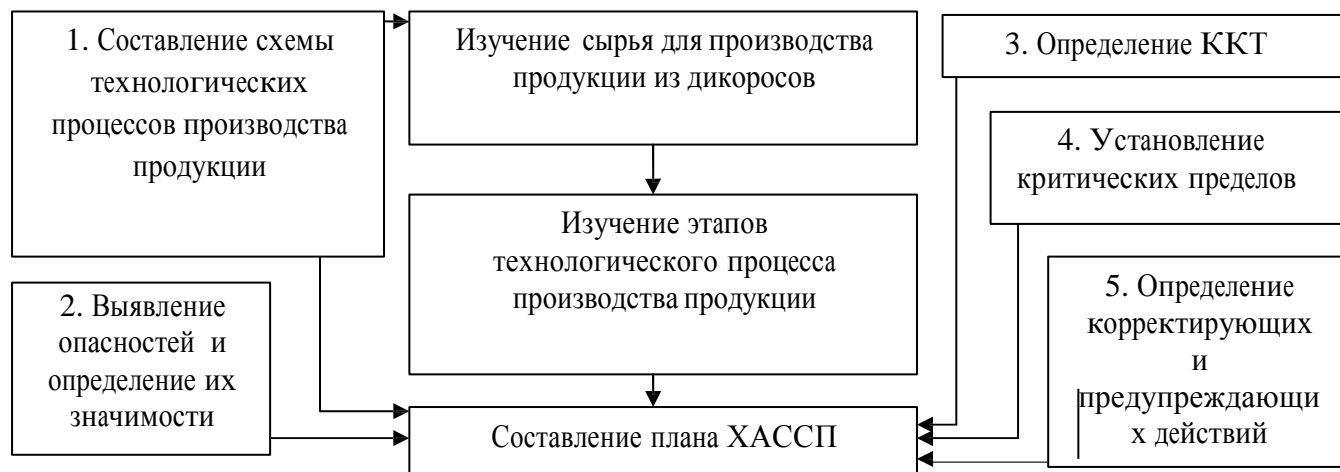 1. Составление схемы
технологических
процессов производства
продукции
Изучение сырья для производства
продукции из дикоросов
3. Определение ККТ
4. Установление
критических пределов
Изучение этапов
технологического процесса
производства продукции
2. Выявление
опасностей и
определение их
значимости
5. Определение
корректирующих
и
предупреждающи
х действий
Составление плана ХАССП